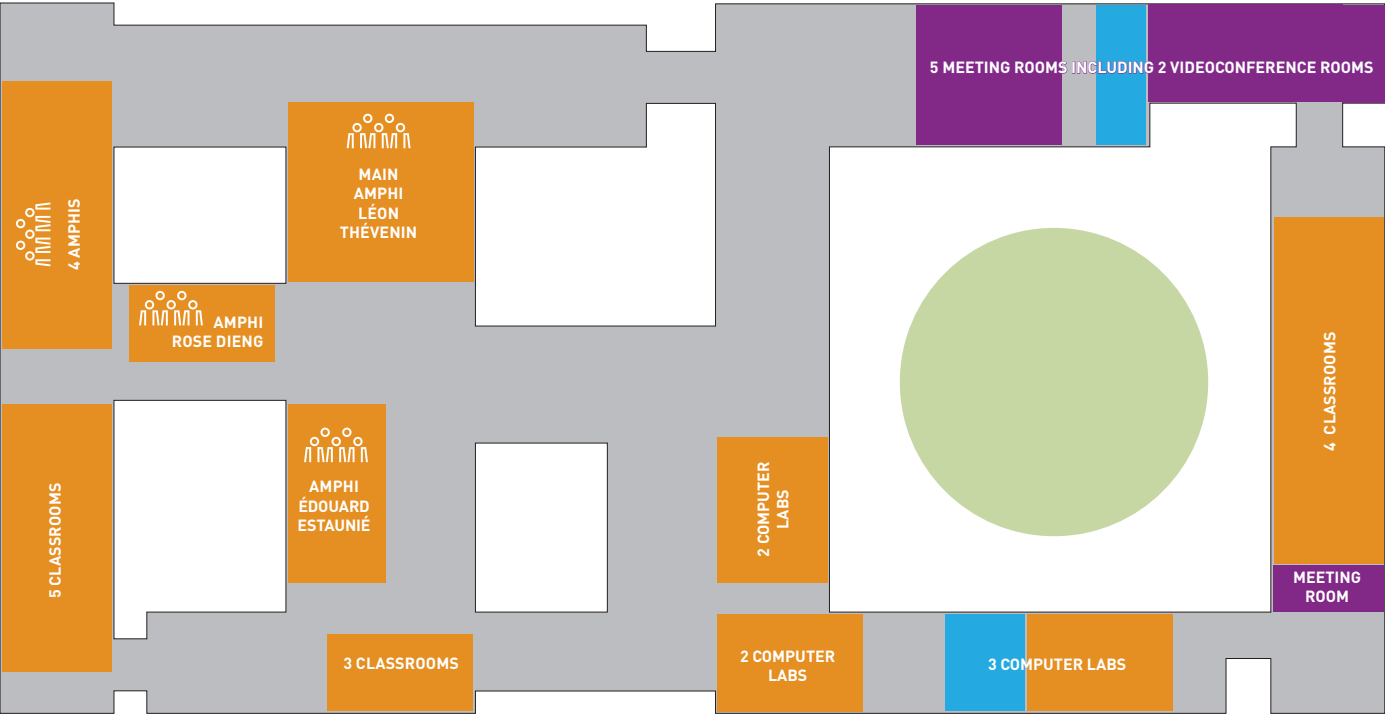 5 MEETING ROOMS INCLUDING 2 VIDEOCONFERENCE ROOMS
MAIN
AMPHI
LÉON
THÉVENIN
4 AMPHIS
AMPHI
ROSE DIENG
4 CLASSROOMS
AMPHI
ÉDOUARD
ESTAUNIÉ
2 COMPUTER
LABS
5 CLASSROOMS
MEETING
ROOM
3 CLASSROOMS
2 COMPUTER
LABS
3 COMPUTER LABS